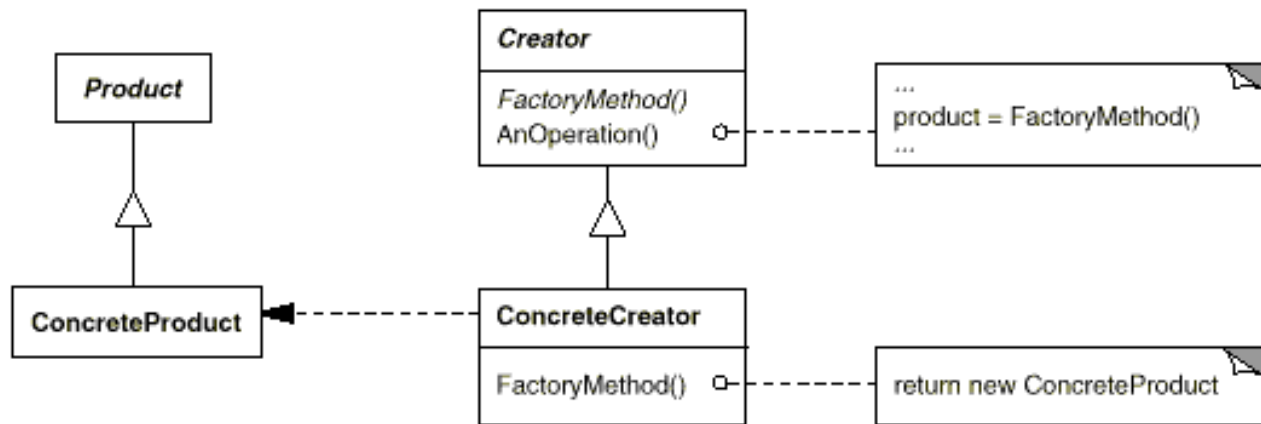 Product
ConcreteProduct
Creator
FactoryMethod()
AnOperation()
...
product = FactoryMethod()
...
ConcreteCreator
FactoryMethod()
return new ConcreteProduct